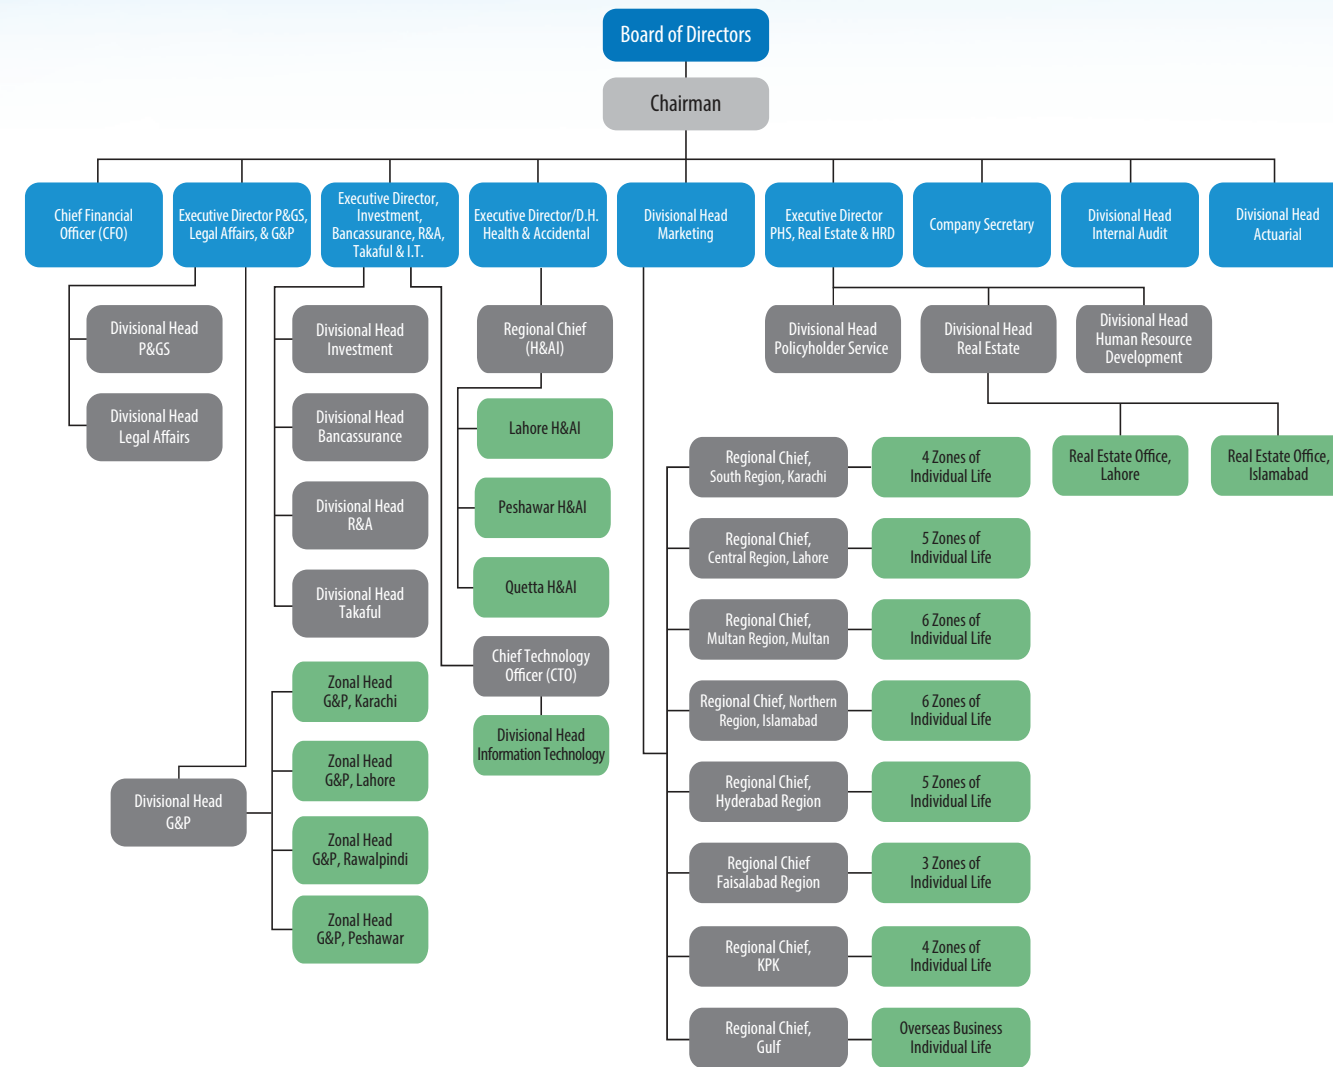 Board of Directors
Chairman
Chief Financial
Officer (CFO)
Executive Director P&GS,
Legal Affairs, & G&P
Executive Director,
Investment,
Bancassurance, R&A,
Takaful & I.T.
Executive Director/D.H.
Health & Accidental
Divisional Head
Marketing
Executive Director
PHS, Real Estate & HRD
Company Secretary
Divisional Head
Internal Audit
Divisional Head
Actuarial
Divisional Head
P&GS
Divisional Head
Legal Affairs
Divisional Head
G&P
Zonal Head
G&P, Karachi
Zonal Head
G&P, Lahore
Zonal Head
G&P, Rawalpindi
Zonal Head
G&P, Peshawar
Divisional Head
Investment
Divisional Head
Bancassurance
Divisional Head
R&A
Divisional Head
Takaful
Chief Technology
Officer (CTO)
Divisional Head
Information Technology
Regional Chief
(H&AI)
Lahore H&AI
Peshawar H&AI
Quetta H&AI
Regional Chief,
South Region, Karachi
4 Zones of
Individual Life
Regional Chief,
Central Region, Lahore
5 Zones of
Individual Life
Regional Chief,
Multan Region, Multan
6 Zones of
Individual Life
Regional Chief, Northern
Region, Islamabad
6 Zones of
Individual Life
Regional Chief,
Hyderabad Region
5 Zones of
Individual Life
Regional Chief
Faisalabad Region
3 Zones of
Individual Life
Regional Chief,
KPK
4 Zones of
Individual Life
Regional Chief,
Gulf
Overseas Business
Individual Life
Divisional Head
Policyholder Service
Divisional Head
Real Estate
Divisional Head
Human Resource
Development
Real Estate Office,
Lahore
Real Estate Office,
Islamabad